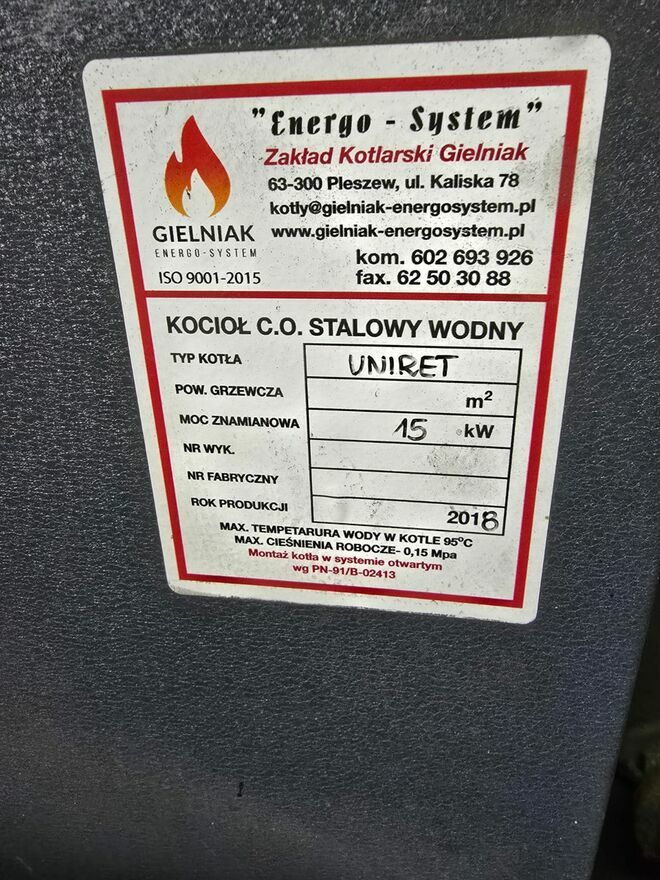 "Energo - System"
Zakład Kotlarski Gielniak
63-300 Pleszew, ul. Kaliska 78
kotly@gielniak-energosystem.pl
www.gielniak-energosystem.pl
kom. 602 693 926
fax. 62 50 30 88
GIELNIAK
ENERGO-SYSTEM
ISO 9001-2015
KOCIOŁ C.O. STALOWY WODNY
TYP KOTŁA UNIRET
POW. GRZEWCZA m²
MOC ZNAMIANOWA 15 kW
NR WYK.
NR FABRYCZNY
ROK PRODUKCJI 2018
MAX. TEMPETARURA WODY W KOTLE 95°C
MAX. CIEŚNIENIA ROBOCZE- 0,15 Mpa
Montaż kotła w systemie otwartym
wg PN-91/B-02413